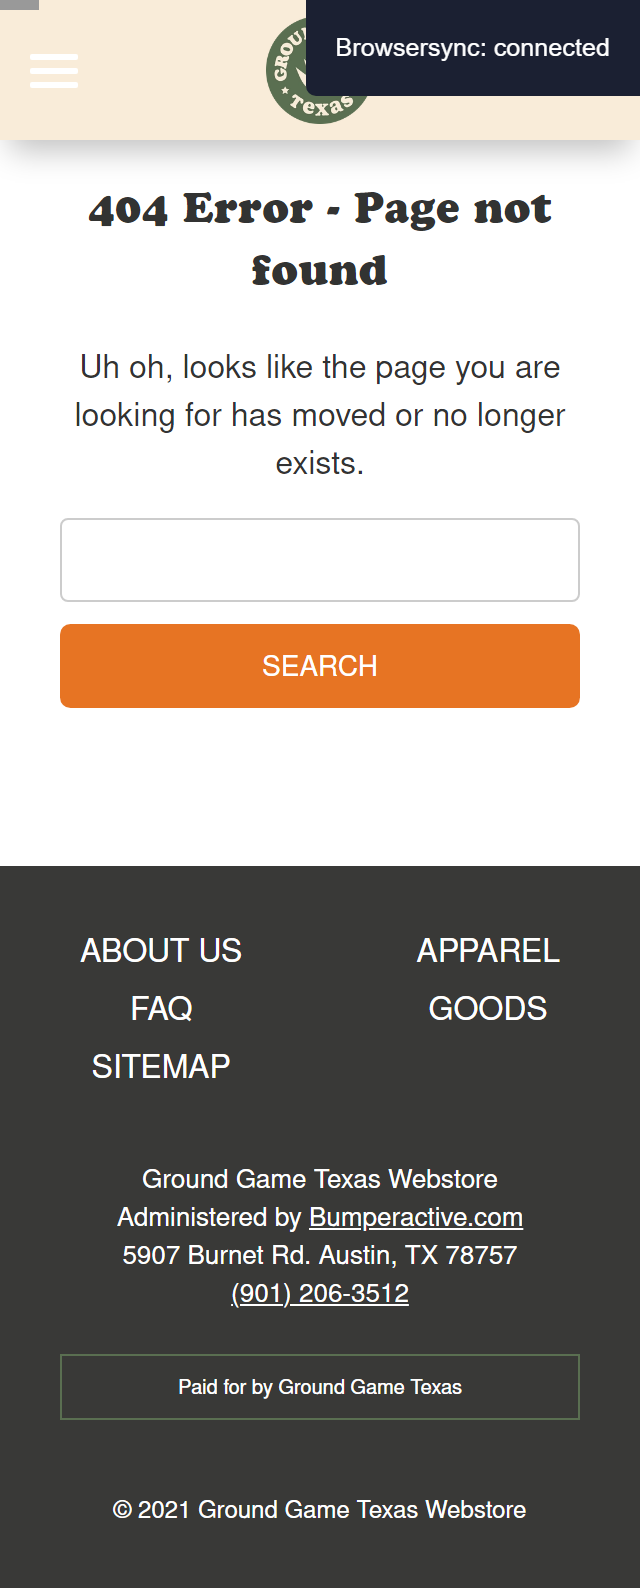 Browsersync: connected
Texas
404 Error - Page not
found
Uh oh, looks like the page you are
looking for has moved or no longer
exists.
SEARCH
ABOUT US
APPAREL
FAQ
GOODS
SITEMAP
Ground Game Texas Webstore
Administered by Bumperactive.com
5907 Burnet Rd. Austin, TX 78757
(901) 206-3512
Paid for by Ground Game Texas
© 2021 Ground Game Texas Webstore